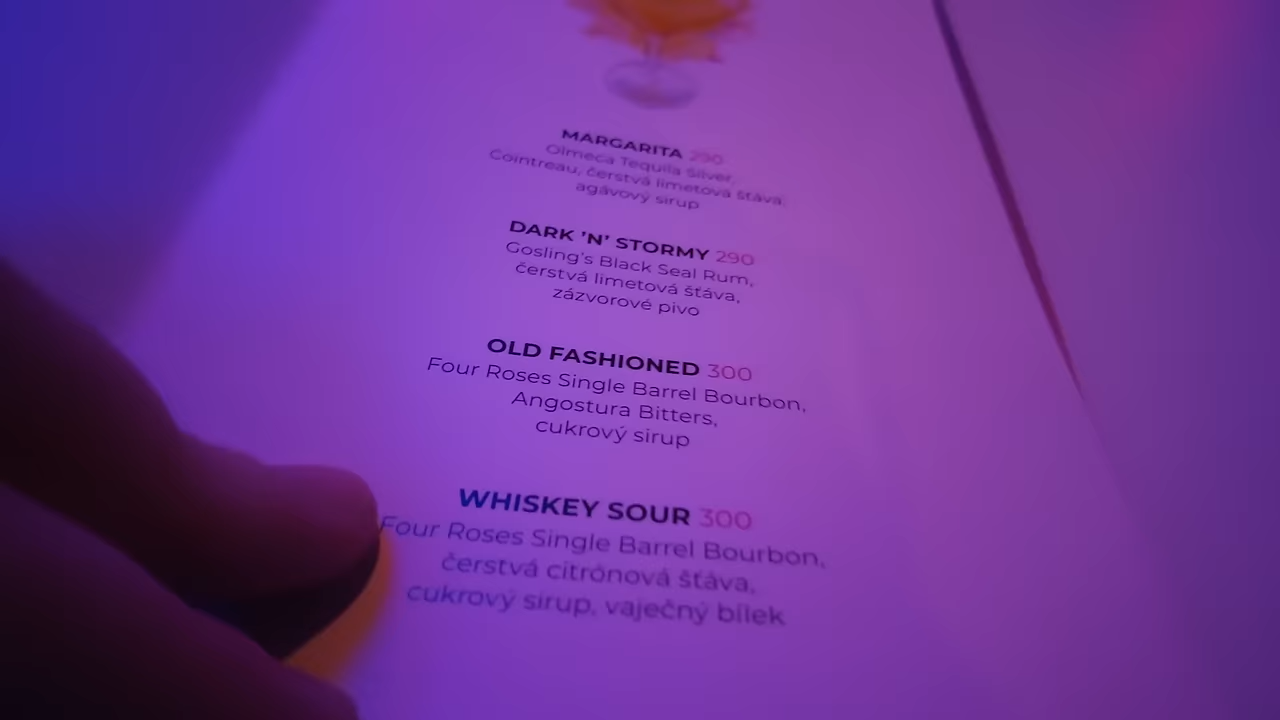 MARGARITA 290
Olmeca Tequila Silver,
Cointreau, čerstvá limetová šťáva,
agávový sirup
DARK 'N' STORMY 290
Gosling's Black Seal Rum,
čerstvá limetová šťáva,
zázvorové pivo
OLD FASHIONED 300
Four Roses Single Barrel Bourbon,
Angostura Bitters,
cukrový sirup
WHISKEY SOUR 300
Four Roses Single Barrel Bourbon,
čerstvá citrónová šťáva,
cukrový sirup, vaječný bílek